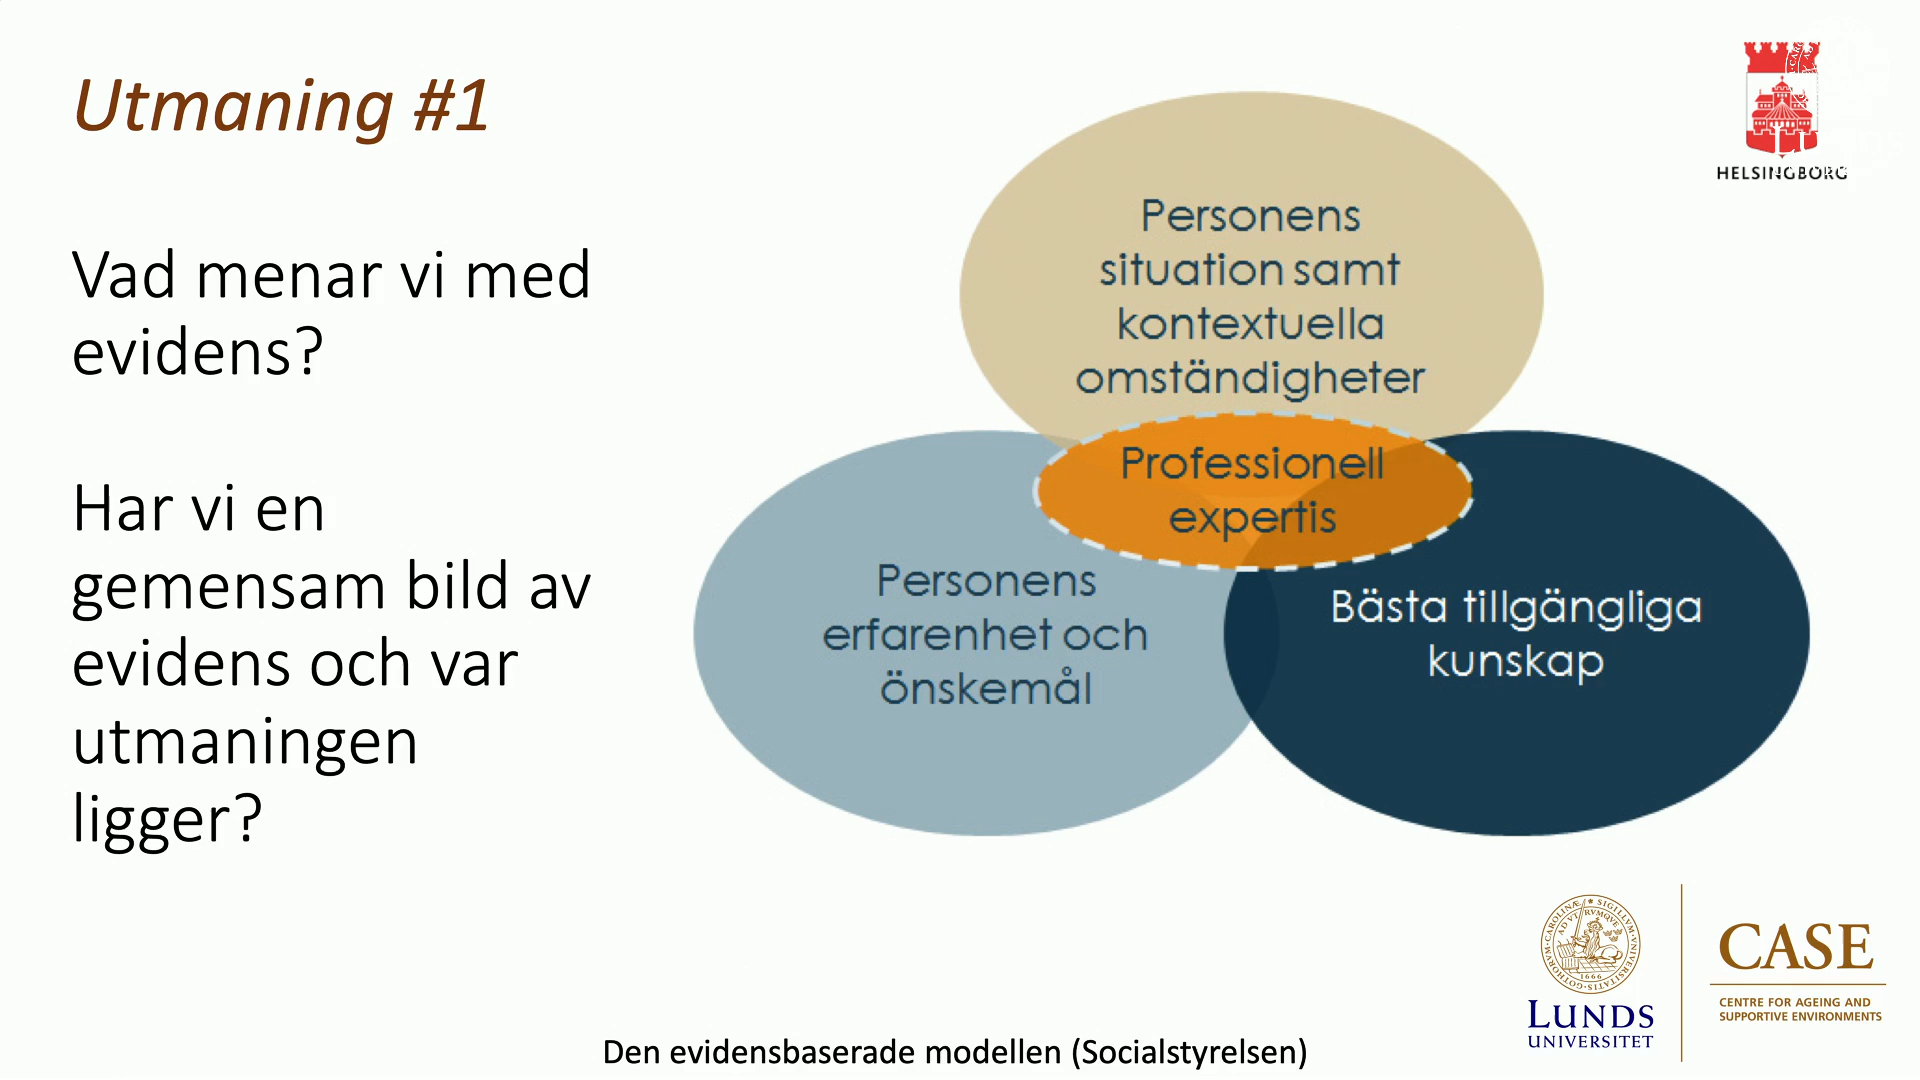 Utmaning #1
Vad menar vi med
evidens?
Har vi en
gemensam bild av
evidens och var
utmaningen
ligger?
Personens
situation samt
kontextuella
omständigheter
Professionell
expertis
Personens
erfarenhet och
önskemål
Bästa tillgängliga
kunskap
HELSINGBORG
LUNDS
UNIVERSITET
1666
CASE
CENTRE FOR AGEING AND
SUPPORTIVE ENVIRONMENTS
Den evidensbaserade modellen (Socialstyrelsen)